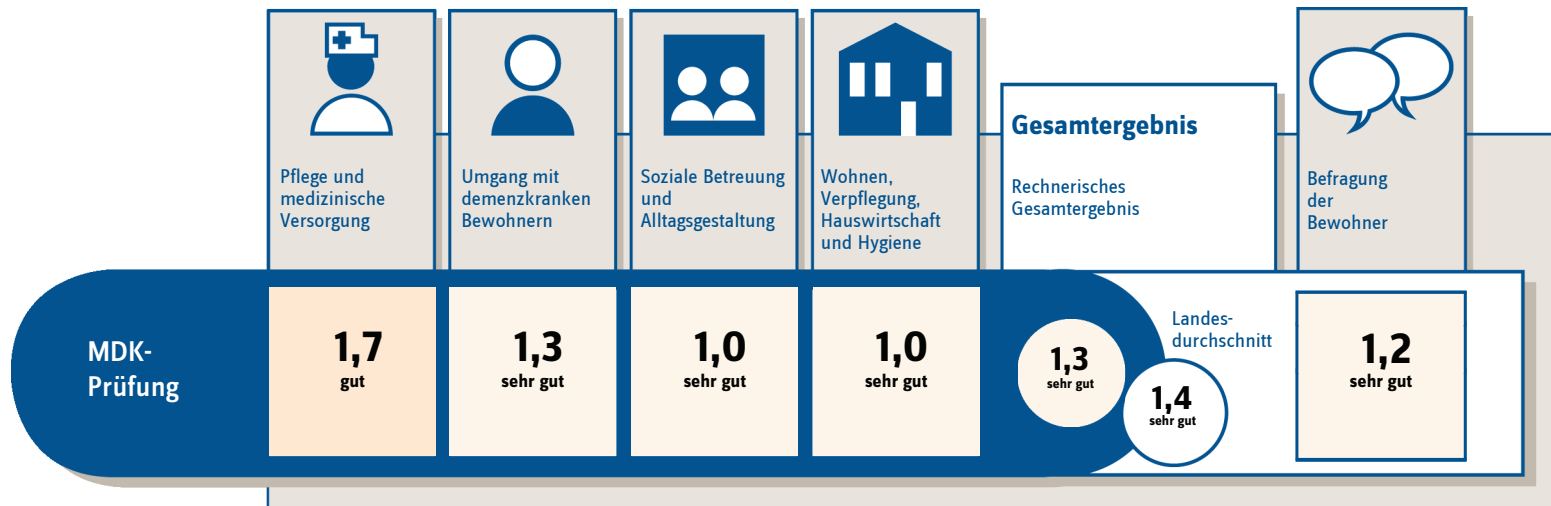 Pflege und
medizinische
Versorgung
Umgang mit
demenzkranken
Bewohnern
Soziale Betreuung
und
Alltagsgestaltung
Wohnen,
Verpflegung,
Hauswirtschaft
und Hygiene
Gesamtergebnis
Rechnerisches
Gesamtergebnis
Befragung
der
Bewohner
MDK-
Prüfung
1,7
gut
1,3
sehr gut
1,0
sehr gut
1,0
sehr gut
1,3
sehr gut
Landes-
durchschnitt
1,4
sehr gut
1,2
sehr gut